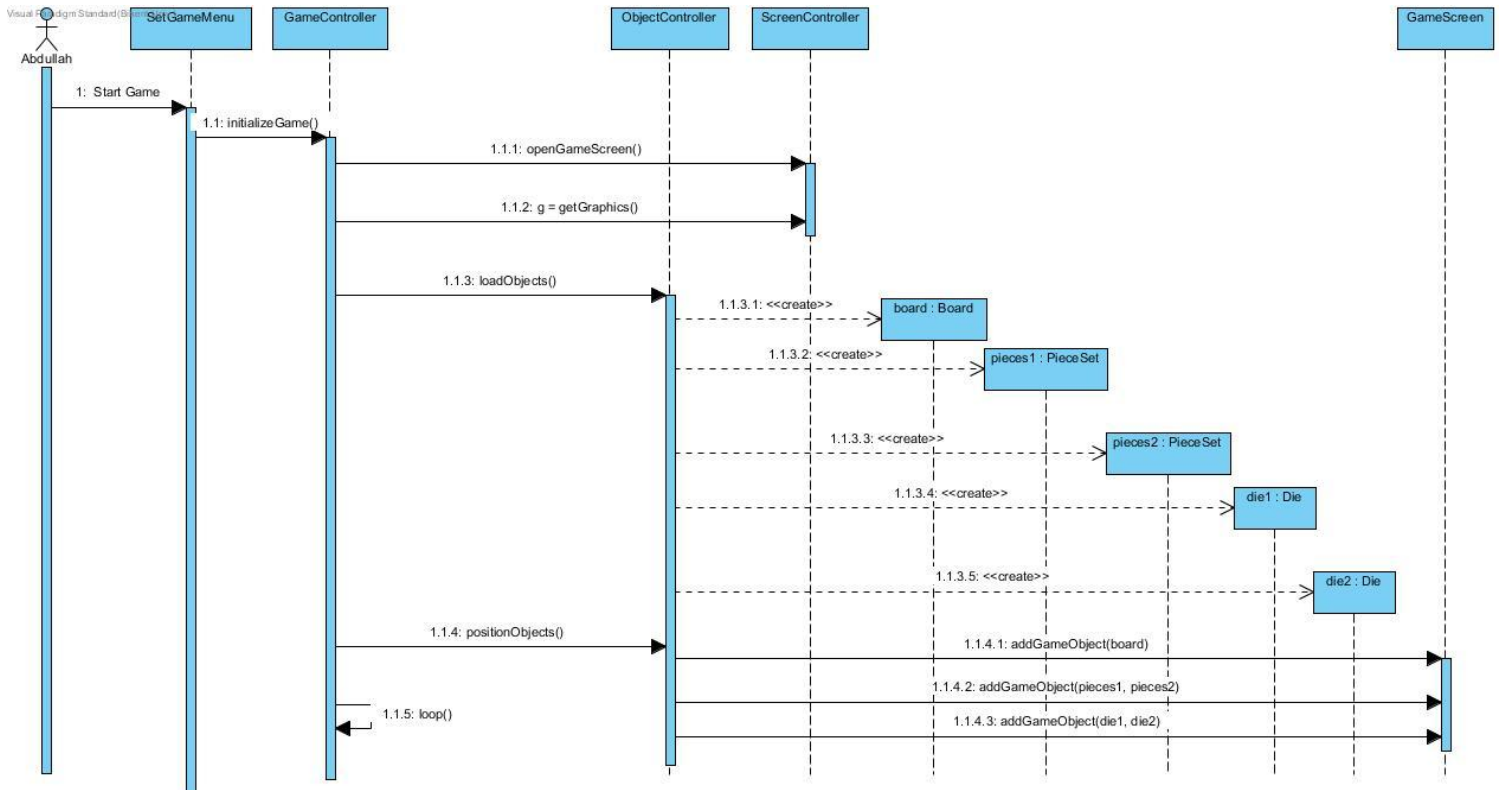 Visual Paradigm Standard(Bilkent
SetGameMenu
GameController
ObjectController
ScreenController
GameScreen
Abdullah
1: Start Game
1.1: initializeGame()
1.1.1: openGameScreen()
1.1.2: g = getGraphics()
1.1.3: loadObjects()
1.1.3.1: <<create>>
board : Board
1.1.3.2: <<create>>
pieces1 : PieceSet
1.1.3.3: <<create>>
pieces2 : PieceSet
1.1.3.4: <<create>>
die1 : Die
1.1.3.5: <<create>>
die2 : Die
1.1.4: positionObjects()
1.1.4.1: addGameObject(board)
1.1.4.2: addGameObject(pieces1, pieces2)
1.1.5: loop()
1.1.4.3: addGameObject(die1, die2)